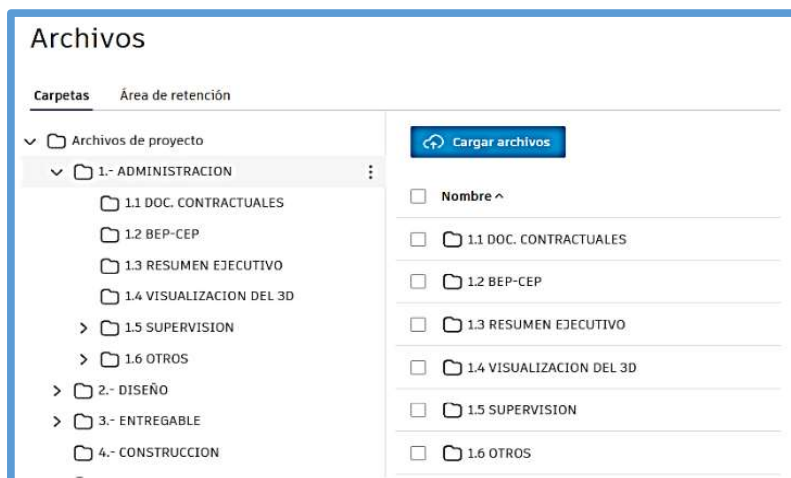 Archivos
Carpetas Área de retención
Archivos de proyecto
1.- ADMINISTRACION
1.1 DOC. CONTRACTUALES
1.2 BEP-CEP
1.3 RESUMEN EJECUTIVO
1.4 VISUALIZACION DEL 3D
1.5 SUPERVISION
1.6 OTROS
2.- DISEÑO
3.- ENTREGABLE
4.- CONSTRUCCION
Cargar archivos
Nombre
1.1 DOC. CONTRACTUALES
1.2 BEP-CEP
1.3 RESUMEN EJECUTIVO
1.4 VISUALIZACION DEL 3D
1.5 SUPERVISION
1.6 OTROS